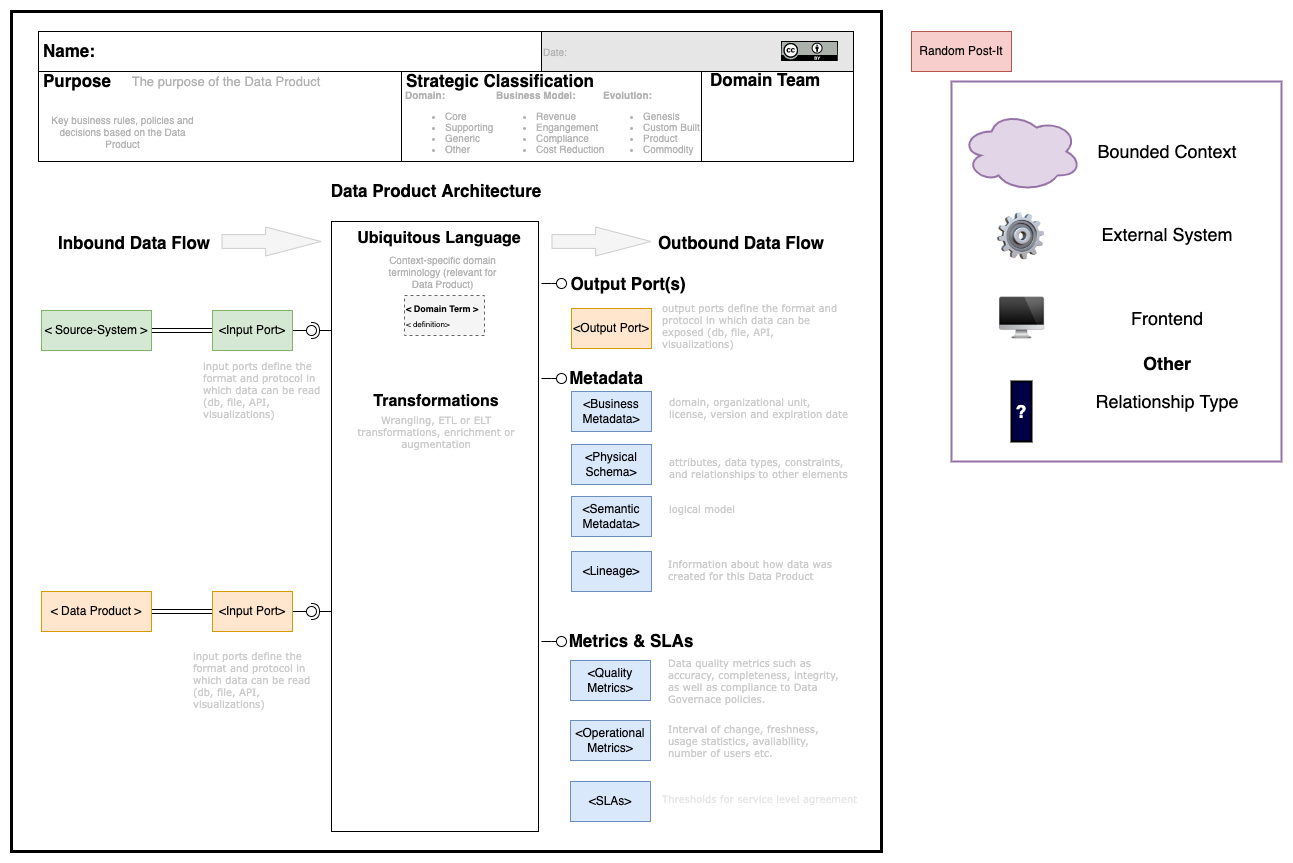 Name:
Date:
cc
BY
Purpose
The purpose of the Data Product
Key business rules, policies and
decisions based on the Data
Product
Strategic Classification
Domain:
Core
Supporting
Generic
Other
Business Model:
Revenue
Engangement
Compliance
Cost Reduction
Evolution:
Genesis
Custom Built
Product
Commodity
Domain Team
Data Product Architecture
Inbound Data Flow
< Source-System >
<Input Port>
input ports define the
format and protocol in
which data can be read
(db, file, API,
visualizations)
< Data Product >
<Input Port>
input ports define the
format and protocol in
which data can be read
(db, file, API,
visualizations)
Ubiquitous Language
Context-specific domain
terminology (relevant for
Data Product)
< Domain Term >
< definition>
Transformations
Wrangling, ETL or ELT
transformations, enrichment or
augmentation
Outbound Data Flow
Output Port(s)
<Output Port>
output ports define the format and
protocol in which data can be
exposed (db, file, API,
visualizations)
Metadata
<Business
Metadata>
domain, organizational unit,
license, version and expiration date
<Physical
Schema>
attributes, data types, constraints,
and relationships to other elements
<Semantic
Metadata>
logical model
<Lineage>
Information about how data was
created for this Data Product
Metrics & SLAs
<Quality
Metrics>
Data quality metrics such as
accuracy, completeness, integrity,
as well as compliance to Data
Governace policies.
<Operational
Metrics>
Interval of change, freshness,
usage statistics, availability,
number of users etc.
<SLAs>
Thresholds for service level agreement
Random Post-It
Bounded Context
External System
Frontend
Other
?
Relationship Type